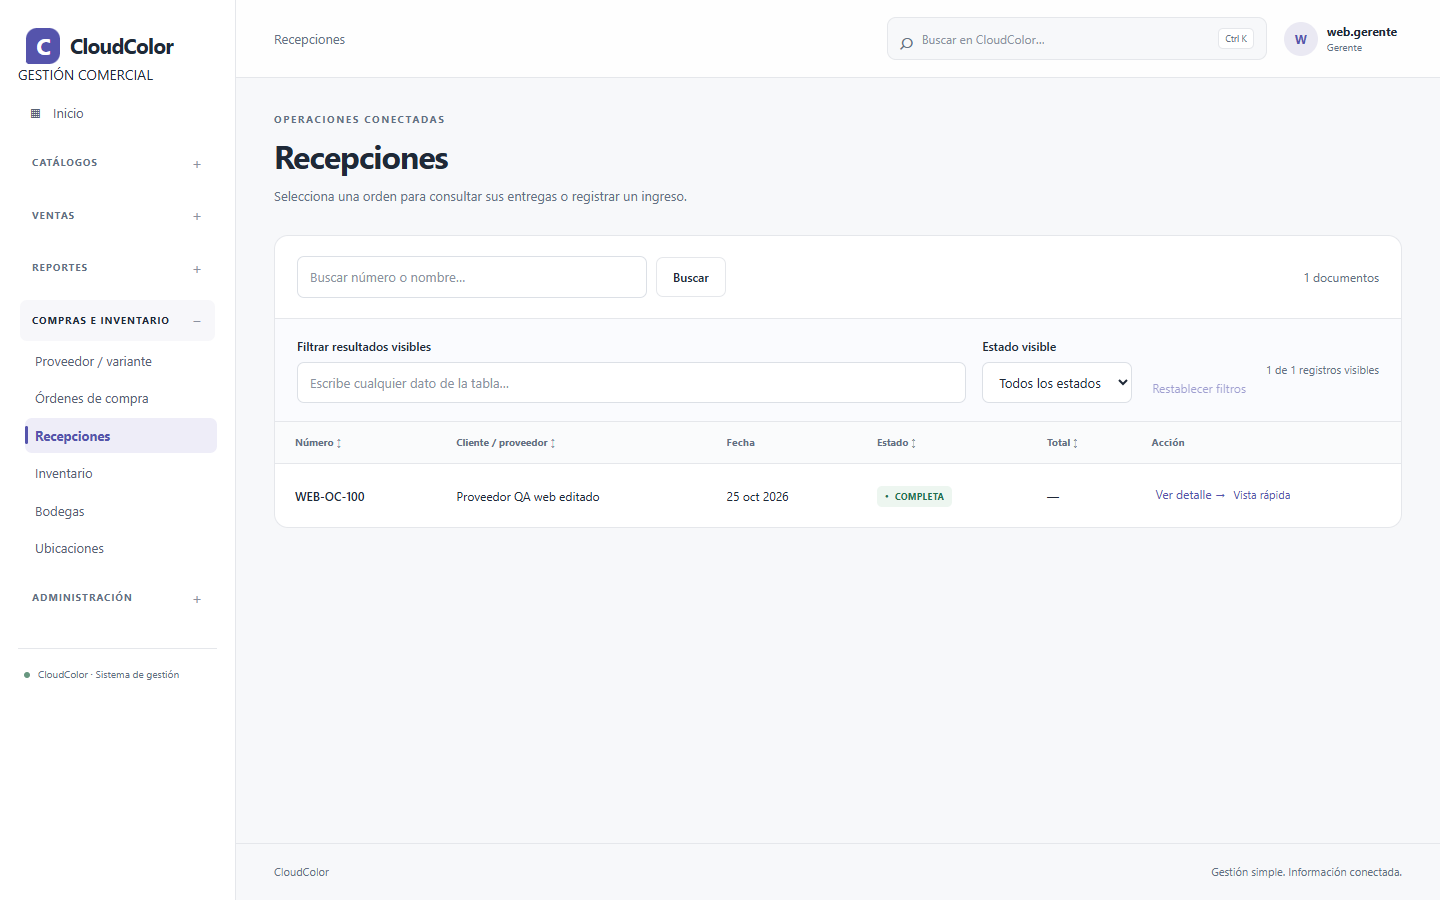 C CloudColor
GESTIÓN COMERCIAL
Inicio
CATÁLOGOS +
VENTAS +
REPORTES +
COMPRAS E INVENTARIO −
Proveedor / variante
Órdenes de compra
Recepciones
Inventario
Bodegas
Ubicaciones
ADMINISTRACIÓN +
CloudColor · Sistema de gestión
Recepciones
Buscar en CloudColor...
Ctrl K
W
web.gerente
Gerente
OPERACIONES CONECTADAS
Recepciones
Selecciona una orden para consultar sus entregas o registrar un ingreso.
Buscar número o nombre...
Buscar
1 documentos
Filtrar resultados visibles
Escribe cualquier dato de la tabla...
Estado visible
Todos los estados
Restablecer filtros
1 de 1 registros visibles
Número ↕ Cliente / proveedor ↕ Fecha Estado ↕ Total ↕ Acción
WEB-OC-100 Proveedor QA web editado 25 oct 2026 • COMPLETA — Ver detalle → Vista rápida
CloudColor
Gestión simple. Información conectada.